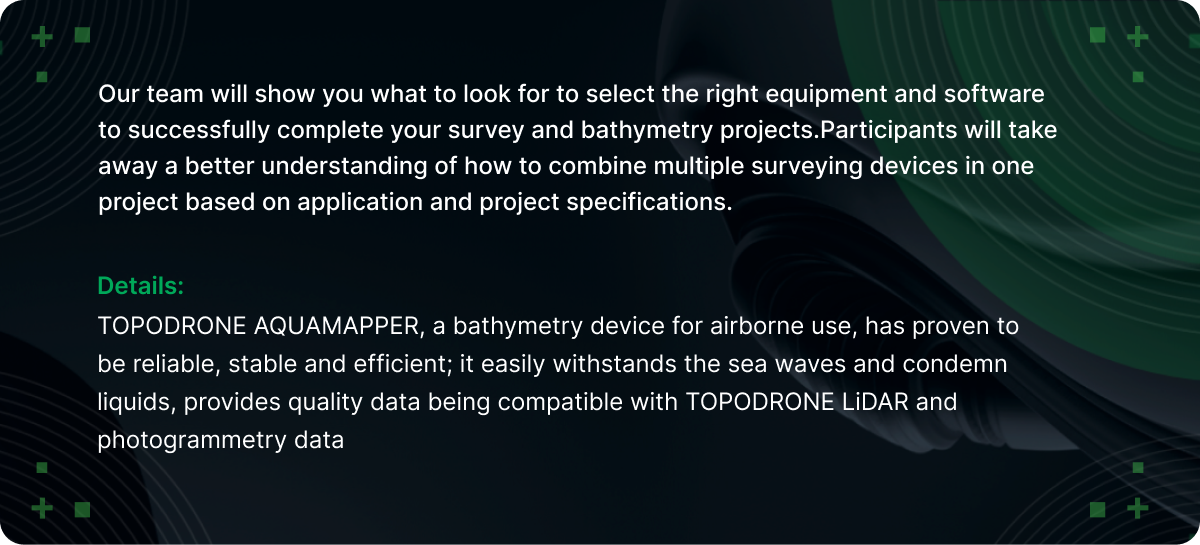 Our team will show you what to look for to select the right equipment and software
to successfully complete your survey and bathymetry projects.Participants will take
away a better understanding of how to combine multiple surveying devices in one
project based on application and project specifications.
Details:
TOPODRONE AQUAMAPPER, a bathymetry device for airborne use, has proven to
be reliable, stable and efficient; it easily withstands the sea waves and condemn
liquids, provides quality data being compatible with TOPODRONE LiDAR and
photogrammetry data